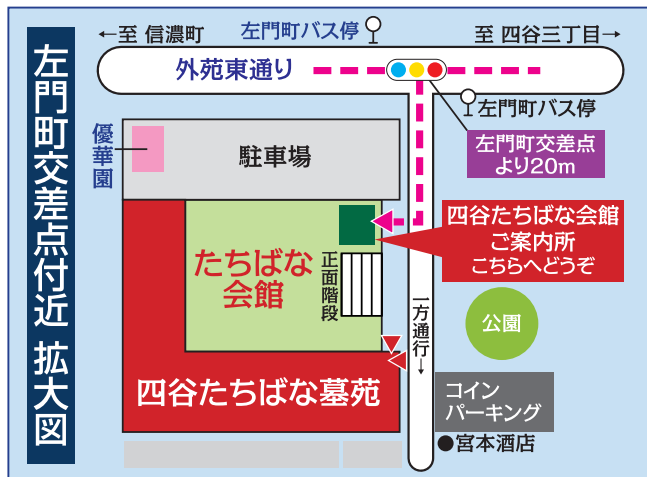 左門町交差点付近 拡大図
←至 信濃町
左門町バス停
至 四谷三丁目→
外苑東通り
左門町バス停
左門町交差点
より20m
優華園
駐車場
四谷たちばな会館
ご案内所
こちらへどうぞ
たちばな
会館
正面階段
一方通行→
公園
四谷たちばな墓苑
コイン
パーキング
●宮本酒店